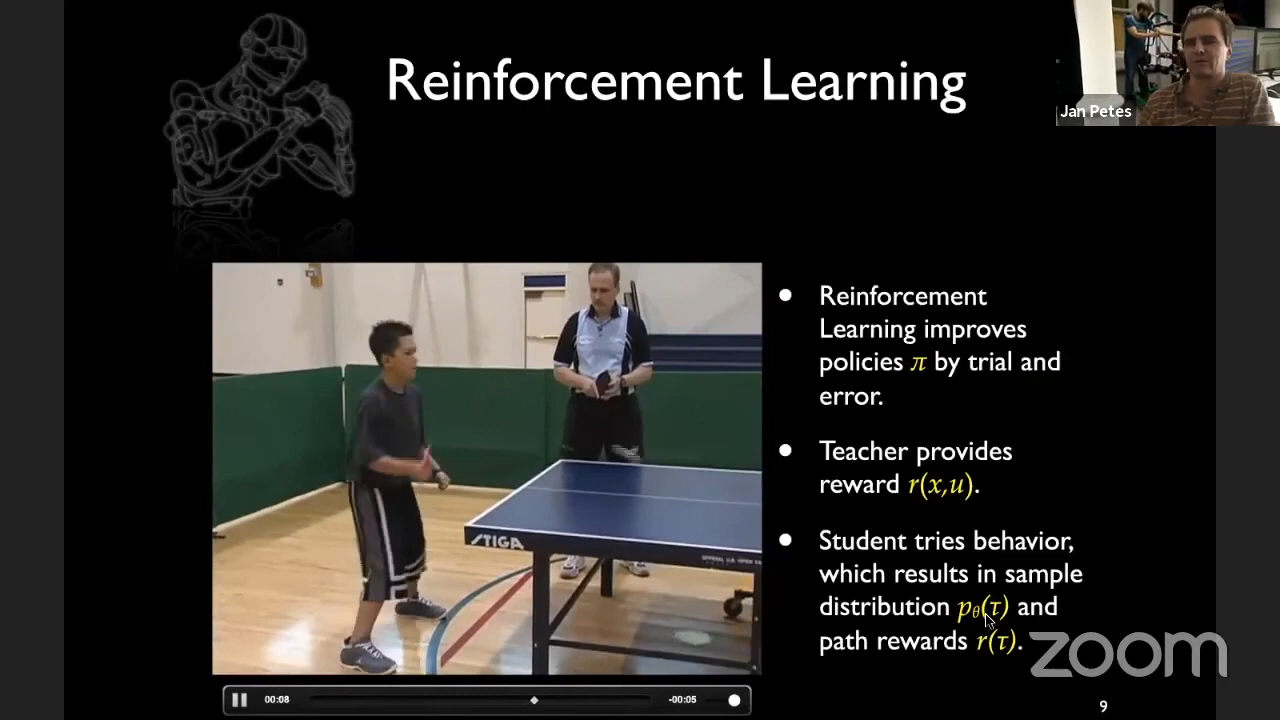 Reinforcement Learning
Jan Petes
Reinforcement
Learning improves
policies π by trial and
error.
Teacher provides
reward r(x,u).
Student tries behavior,
which results in sample
distribution pθ(τ) and
path rewards r(τ).
STIGA
00:08
-00:05
zoom
9